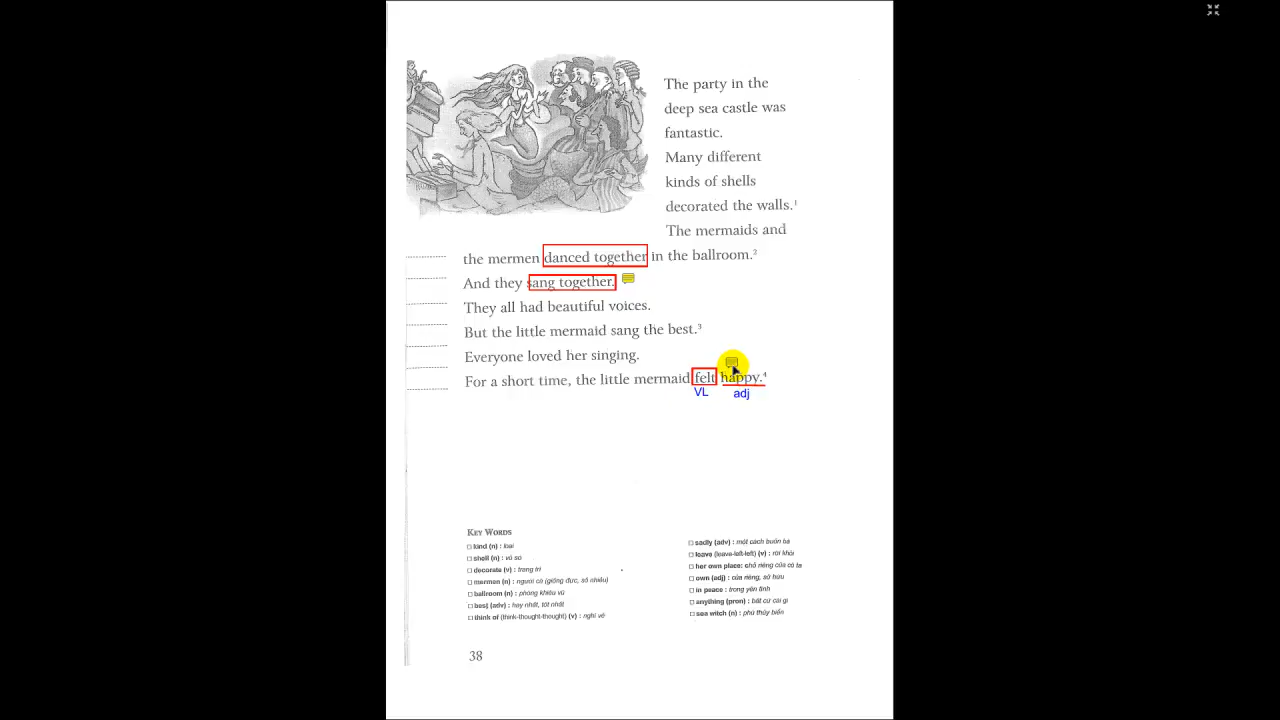 The party in the
deep sea castle was
fantastic.
Many different
kinds of shells
decorated the walls.¹
The mermaids and
the mermen danced together in the ballroom.²
And they sang together.
They all had beautiful voices.
But the little mermaid sang the best.³
Everyone loved her singing.
For a short time, the little mermaid felt happy.⁴
VL adj
KEY WORDS
kind (n) : loại
shell (n) : vỏ sò
decorate (v) : trang trí
mermen (n) : người cá (giống đực, số nhiều)
ballroom (n) : phòng khiêu vũ
best (adv) : hay nhất, tốt nhất
think of (think-thought-thought) (v) : nghĩ về
sadly (adv) : một cách buồn bã
leave (leave-left-left) (v) : rời khỏi
her own place: chỗ riêng của cô ta
own (adj) : của riêng, sở hữu
in peace : trong yên tĩnh
anything (pron) : bất cứ cái gì
sea witch (n) : phù thủy biển
38